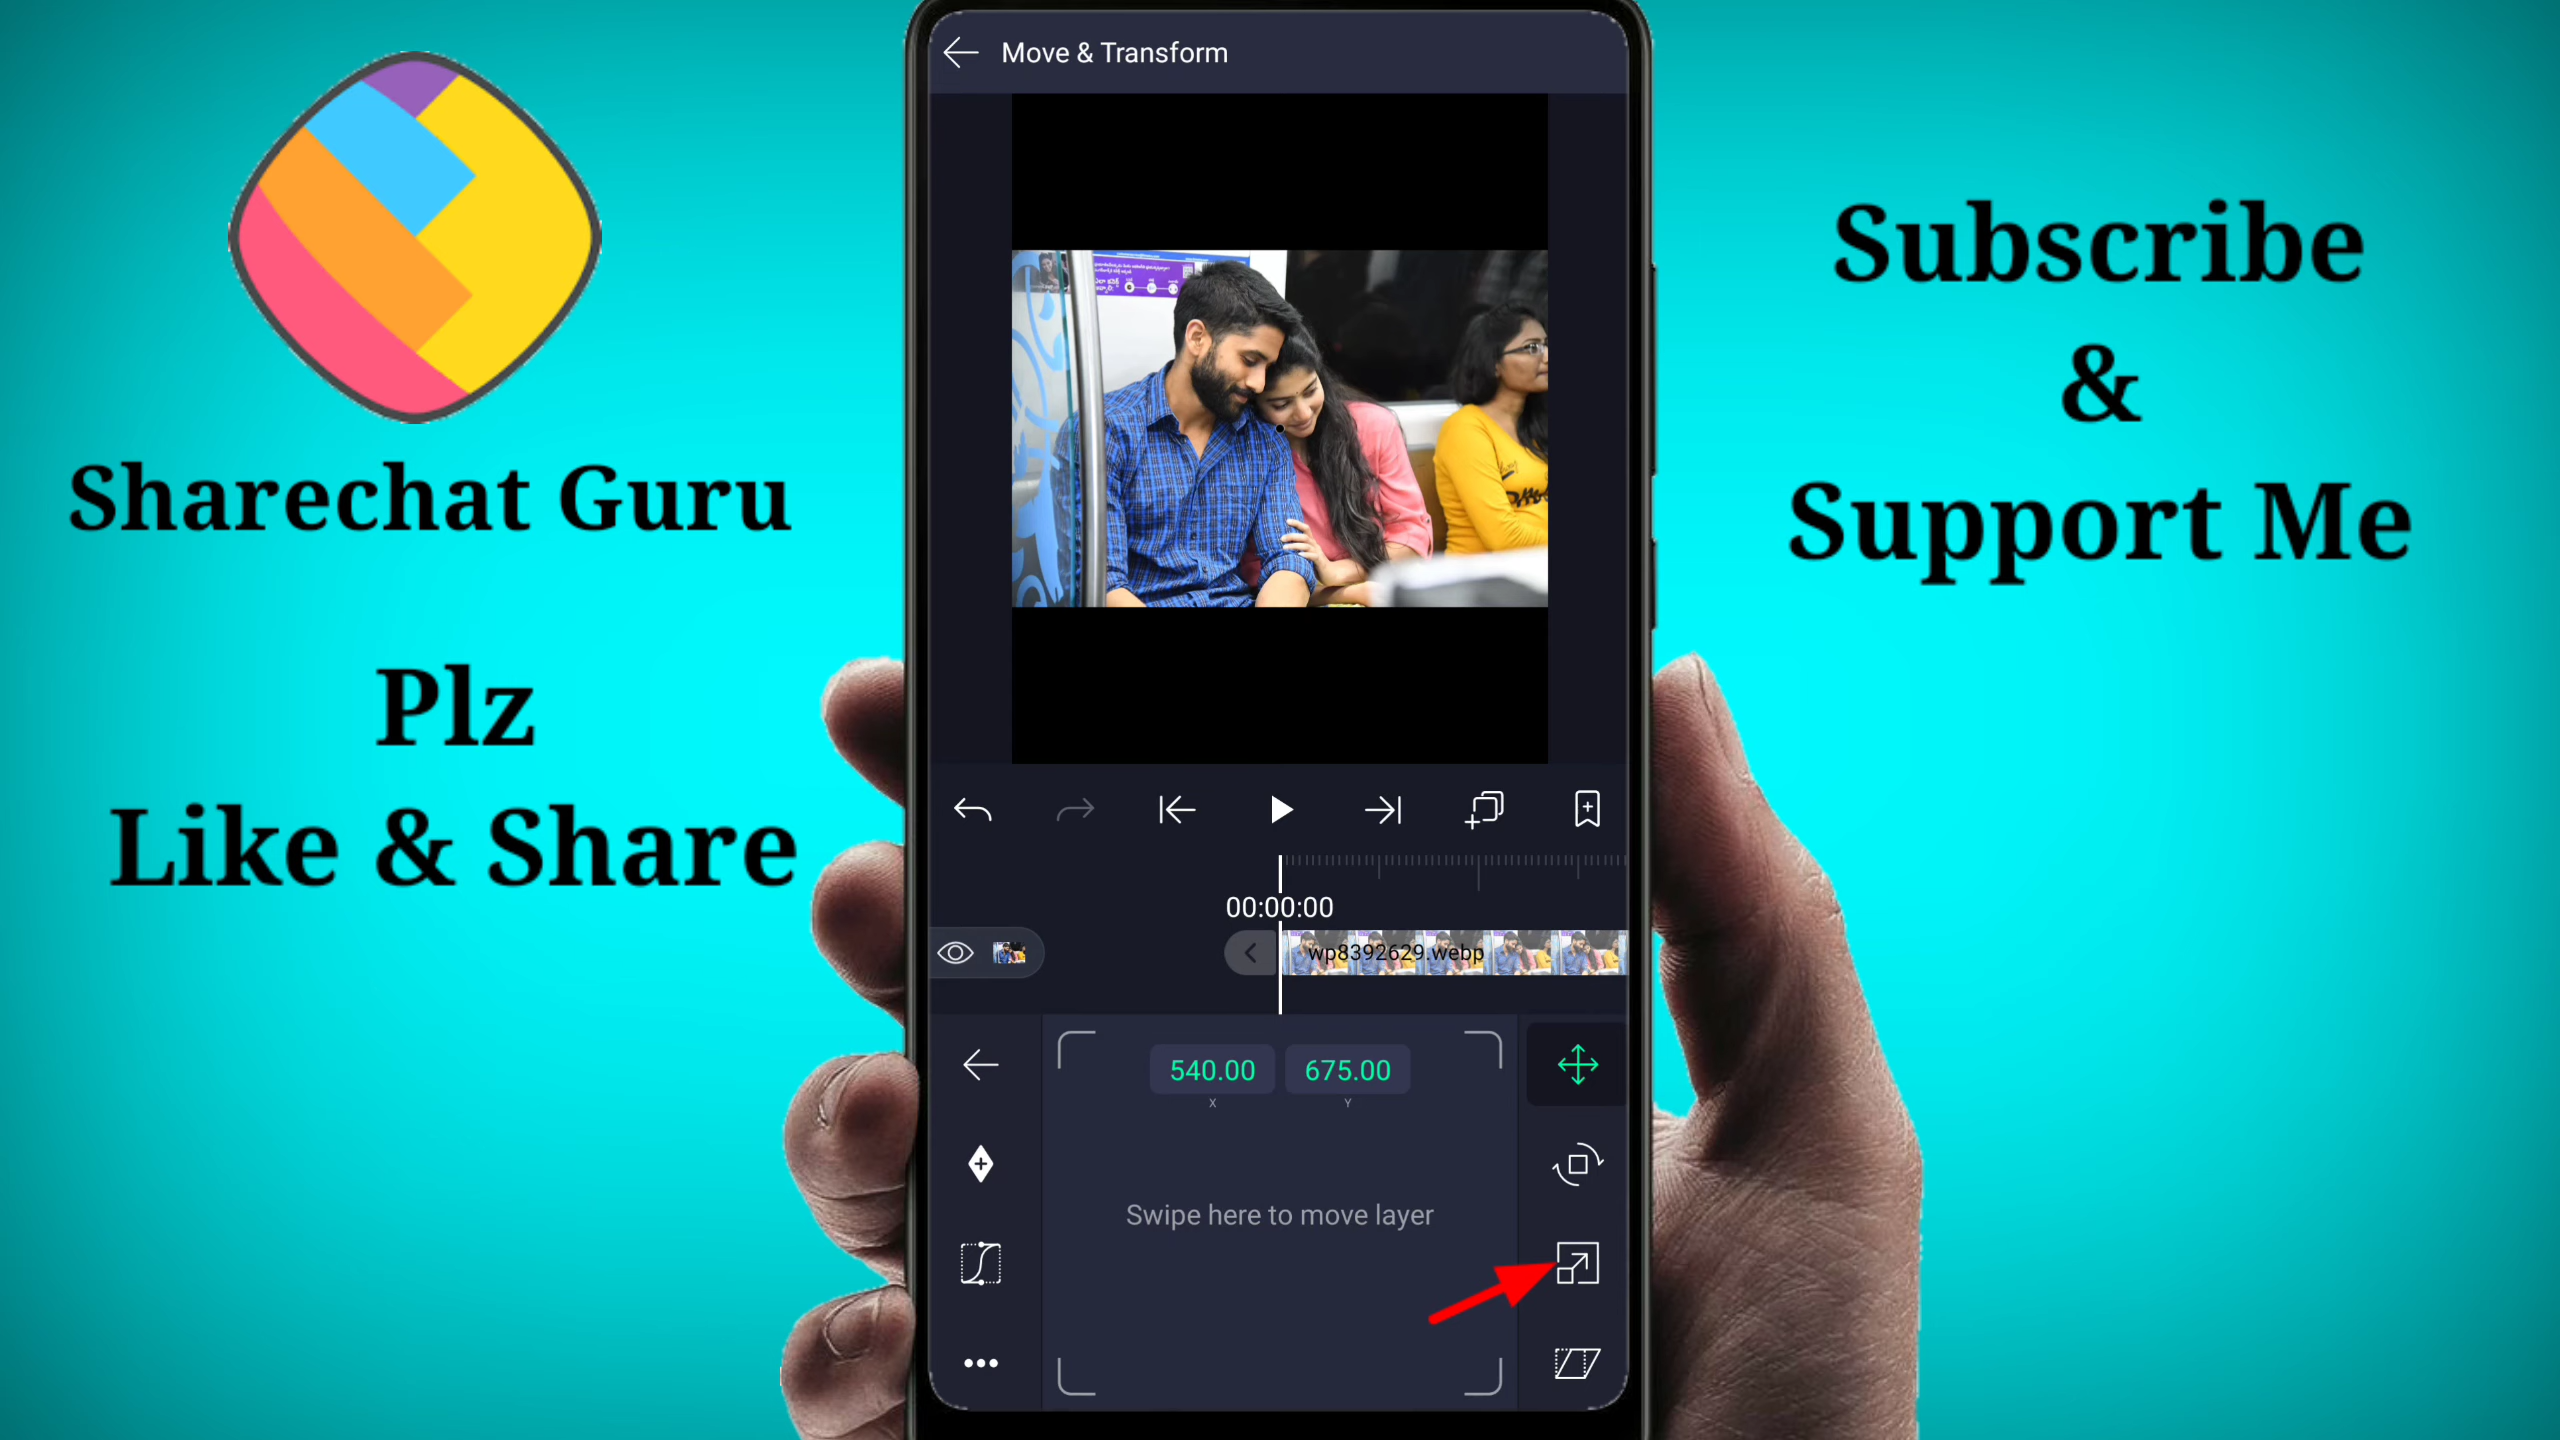 Move & Transform
Sharechat Guru
Plz
Like & Share
Subscribe
&
Support Me
00:00:00
wp8392629.webp
540.00 675.00
X Y
Swipe here to move layer